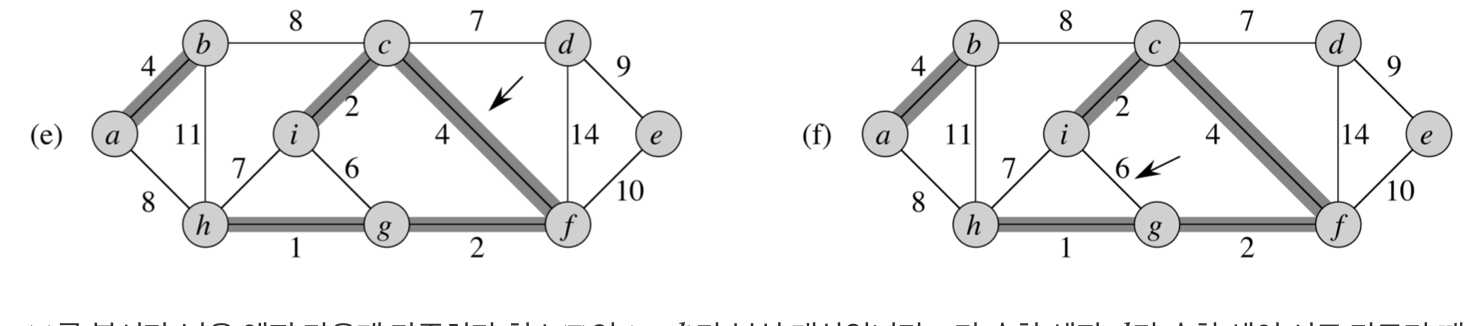 8 7 8 7
b c d b c d
4 9 4 9
2 2
(e) a 11 i 4 14 e (f) a 11 i 4 14 e
7 6 7 6
8 10 8 10
h g f h g f
1 2 1 2